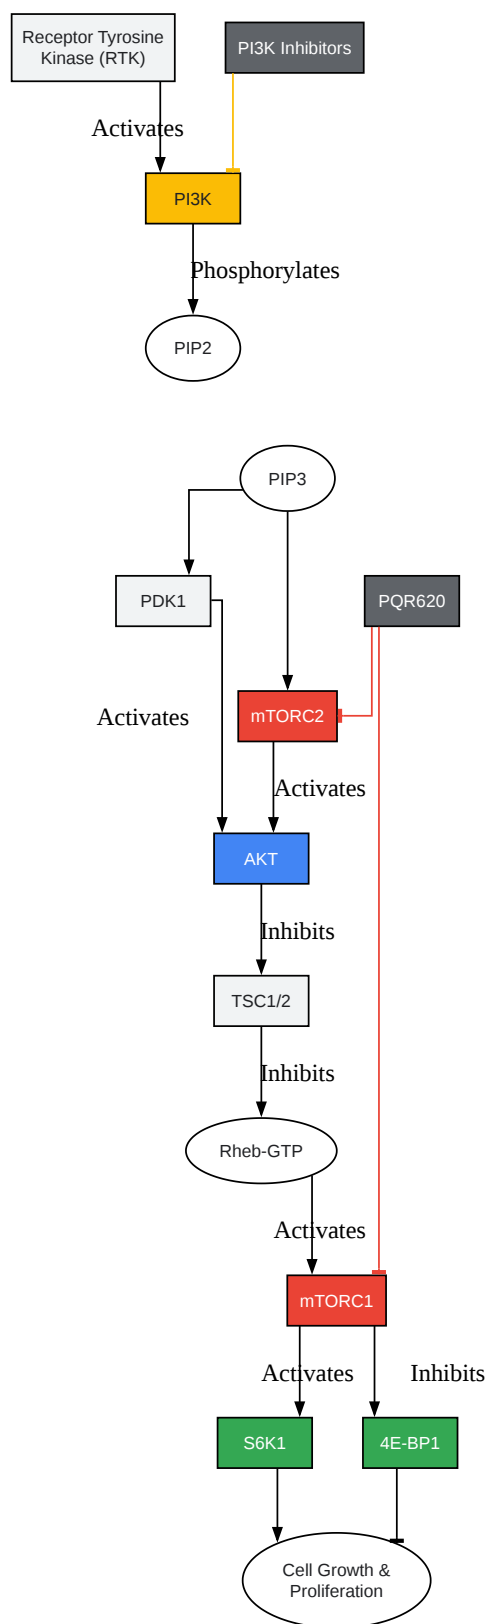 Receptor Tyrosine
Kinase (RTK)
PI3K Inhibitors
Activates
PI3K
Phosphorylates
PIP2
PIP3
PDK1
PQR620
Activates
mTORC2
Activates
AKT
Inhibits
TSC1/2
Inhibits
Rheb-GTP
Activates
mTORC1
Activates
Inhibits
S6K1
4E-BP1
Cell Growth &
Proliferation